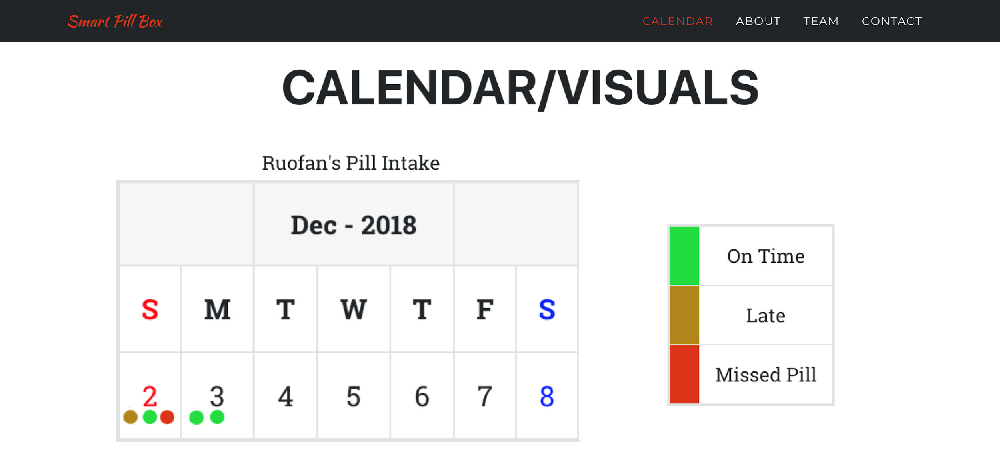 Smart Pill Box
CALENDAR ABOUT TEAM CONTACT
CALENDAR/VISUALS
Ruofan's Pill Intake
Dec - 2018
S M T W T F S
2 3 4 5 6 7 8
On Time
Late
Missed Pill